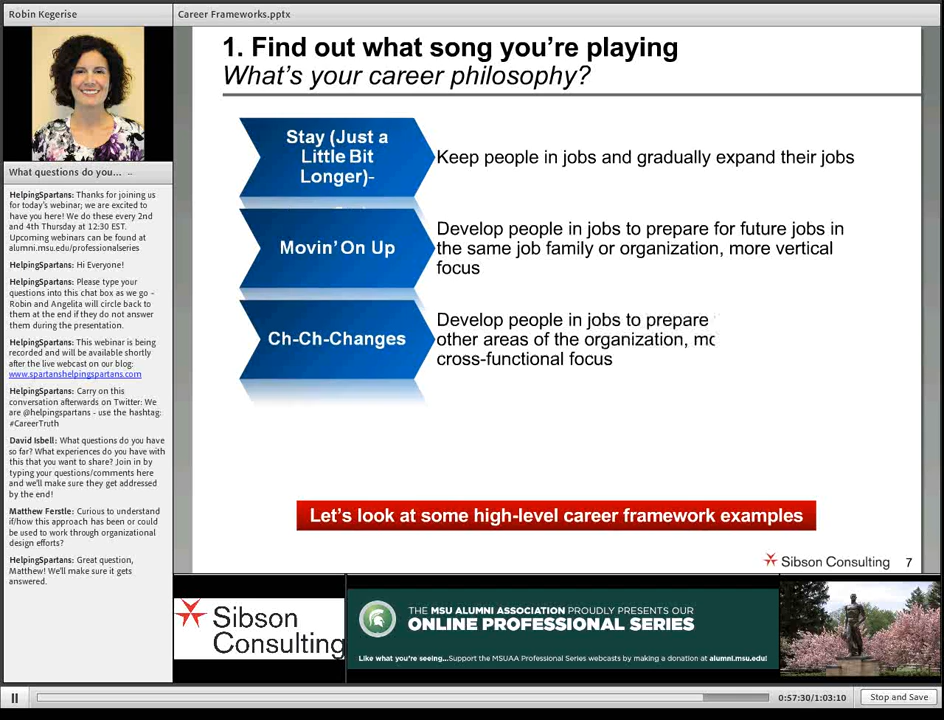 Robin Kegerise
Career Frameworks.pptx
What questions do you... ...
HelpingSpartans: Thanks for joining us
for today's webinar; we are excited to
have you here! We do these every 2nd
and 4th Thursday at 12:30 EST.
Upcoming webinars can be found at
alumni.msu.edu/professionalseries
HelpingSpartans: Hi Everyone!
HelpingSpartans: Please type your
questions into this chat box as we go -
Robin and Angelita will circle back to
them at the end if they do not answer
them during the presentation.
HelpingSpartans: This webinar is being
recorded and will be available shortly
after the live webcast on our blog:
www.spartanshelpingspartans.com
HelpingSpartans: Carry on this
conversation afterwards on Twitter: We
are @helpingspartans - use the hashtag:
#CareerTruth
David Isbell: What questions do you have
so far? What experiences do you have with
this that you want to share? Join in by
typing your questions/comments here
and we'll make sure they get addressed
by the end!
Matthew Ferstle: Curious to understand
if/how this approach has been or could
be used to work through organizational
design efforts?
HelpingSpartans: Great question,
Matthew! We'll make sure it gets
answered.
1. Find out what song you're playing
What's your career philosophy?
Stay (Just a
Little Bit
Longer)-
Keep people in jobs and gradually expand their jobs
Movin' On Up
Develop people in jobs to prepare for future jobs in
the same job family or organization, more vertical
focus
Ch-Ch-Changes
Develop people in jobs to prepare
other areas of the organization, mo
cross-functional focus
Let's look at some high-level career framework examples
Sibson Consulting 7
Sibson
Consulting
THE MSU ALUMNI ASSOCIATION PROUDLY PRESENTS OUR
ONLINE PROFESSIONAL SERIES
Like what you're seeing...Support the MSUAA Professional Series webcasts by making a donation at alumni.msu.edu!
0:57:30/1:03:10
Stop and Save